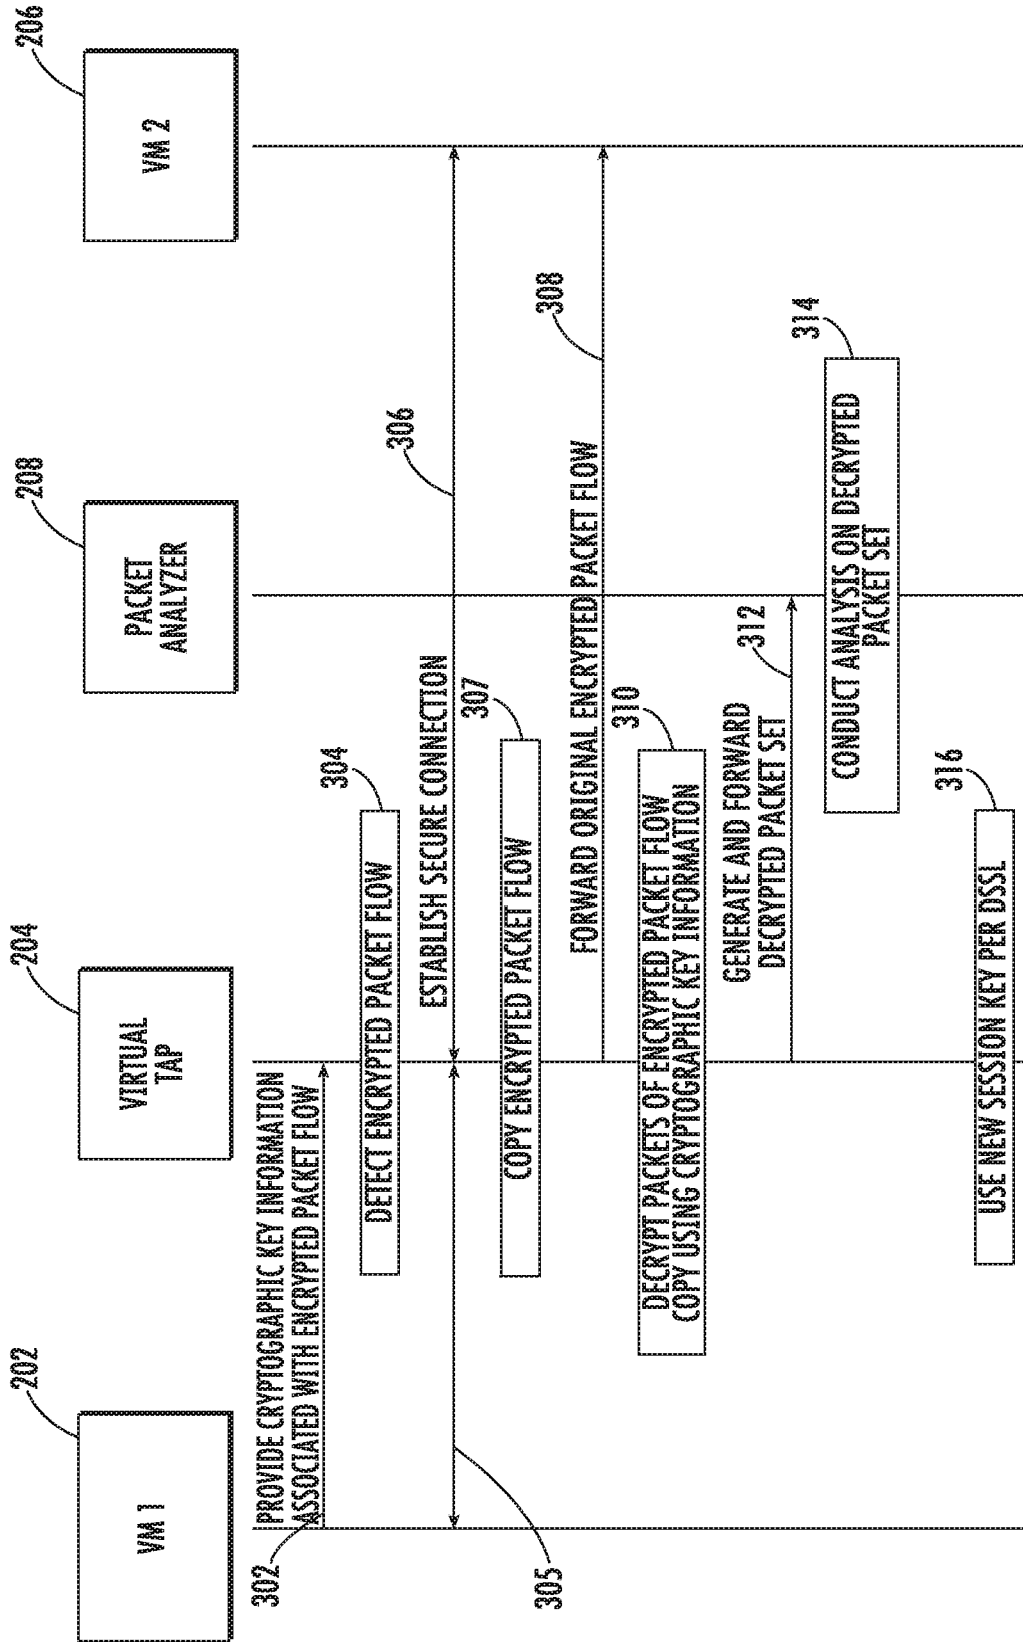 202
204
208
206
VM 1
VIRTUAL
TAP
PACKET
ANALYZER
VM 2
PROVIDE CRYPTOGRAPHIC KEY INFORMATION
ASSOCIATED WITH ENCRYPTED PACKET FLOW
302
304
DETECT ENCRYPTED PACKET FLOW
306
ESTABLISH SECURE CONNECTION
305
307
COPY ENCRYPTED PACKET FLOW
308
FORWARD ORIGINAL ENCRYPTED PACKET FLOW
310
DECRYPT PACKETS OF ENCRYPTED PACKET FLOW
COPY USING CRYPTOGRAPHIC KEY INFORMATION
GENERATE AND FORWARD
DECRYPTED PACKET SET
312
314
CONDUCT ANALYSIS ON DECRYPTED
PACKET SET
316
USE NEW SESSION KEY PER DSSL